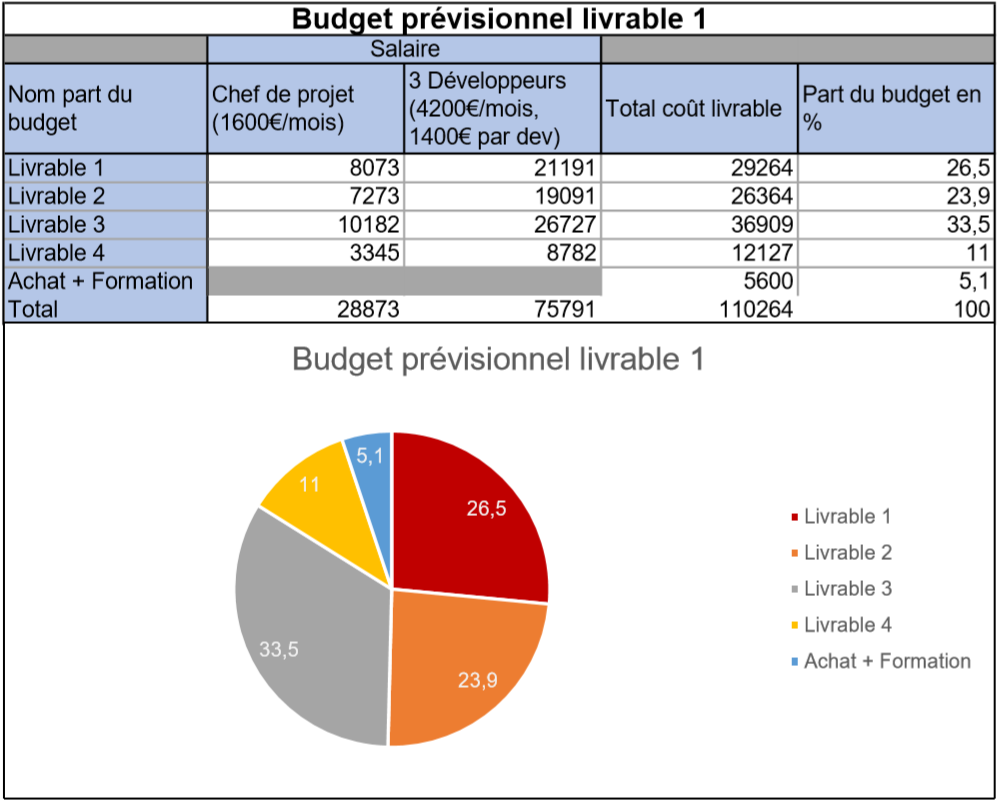 Budget prévisionnel livrable 1
Salaire
Nom part du budget
Chef de projet (1600€/mois)
3 Développeurs (4200€/mois, 1400€ par dev)
Total coût livrable
Part du budget en %
Livrable 1 8073 21191 29264 26,5
Livrable 2 7273 19091 26364 23,9
Livrable 3 10182 26727 36909 33,5
Livrable 4 3345 8782 12127 11
Achat + Formation 5600 5,1
Total 28873 75791 110264 100
Budget prévisionnel livrable 1
5,1
11
26,5
33,5
23,9
Livrable 1
Livrable 2
Livrable 3
Livrable 4
Achat + Formation